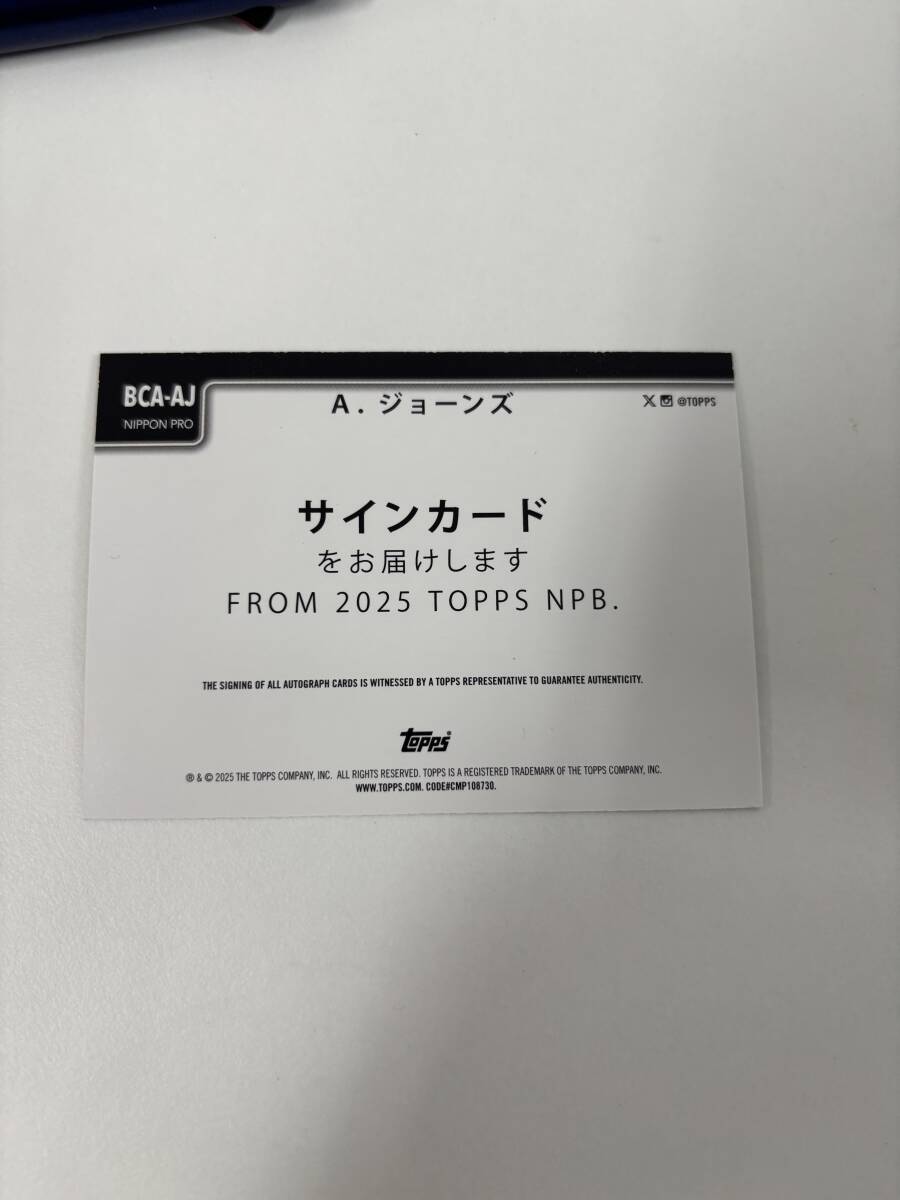 BCA-AJ
NIPPON PRO
A. ジョーンズ
@TOPPS
サインカード
をお届けします
FROM 2025 TOPPS NPB.
THE SIGNING OF ALL AUTOGRAPH CARDS IS WITNESSED BY A TOPPS REPRESENTATIVE TO GUARANTEE AUTHENTICITY.
topps®
® & © 2025 THE TOPPS COMPANY, INC. ALL RIGHTS RESERVED. TOPPS IS A REGISTERED TRADEMARK OF THE TOPPS COMPANY, INC.
WWW.TOPPS.COM. CODE#CMP108730.